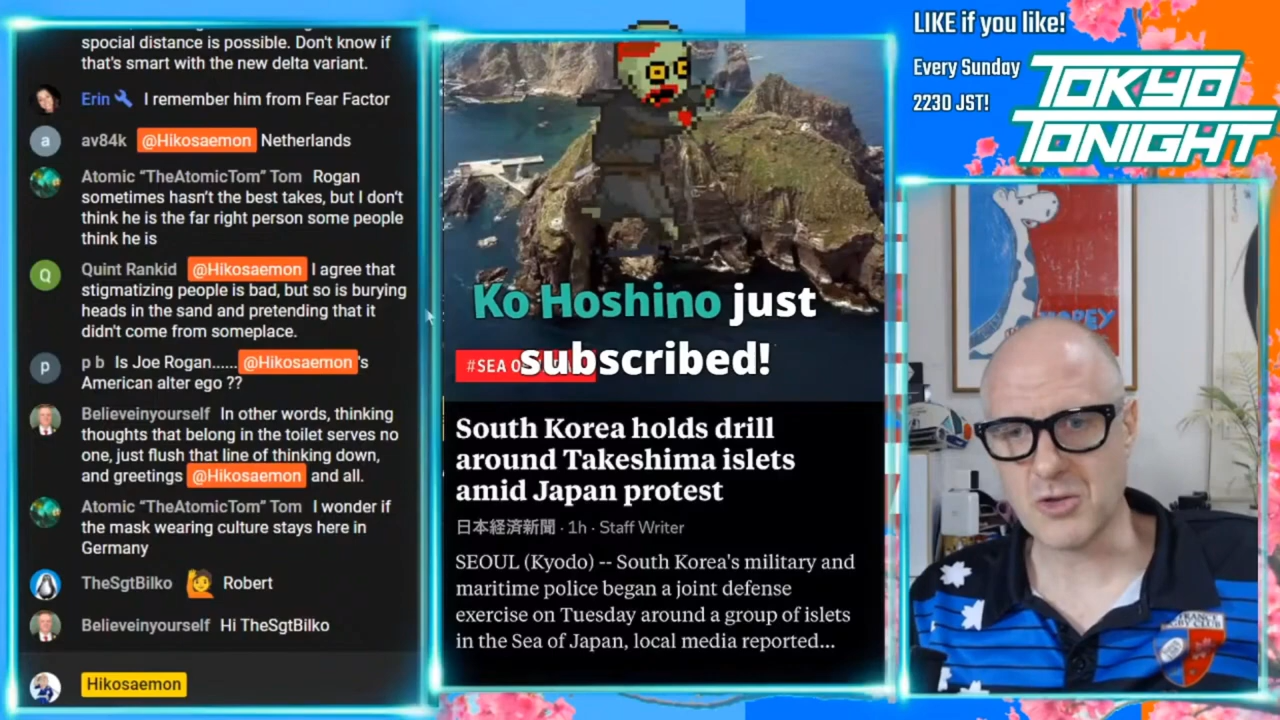 spocial distance is possible. Don't know if
that's smart with the new delta variant.
Erin I remember him from Fear Factor
av84k @Hikosaemon Netherlands
Atomic “TheAtomicTom” Tom Rogan
sometimes hasn’t the best takes, but I don’t
think he is the far right person some people
think he is
Quint Rankid @Hikosaemon I agree that
stigmatizing people is bad, but so is burying
heads in the sand and pretending that it
didn't come from someplace.
p b Is Joe Rogan...... @Hikosaemon 's
American alter ego ??
Believeinyourself In other words, thinking
thoughts that belong in the toilet serves no
one, just flush that line of thinking down,
and greetings @Hikosaemon and all.
Atomic “TheAtomicTom” Tom I wonder if
the mask wearing culture stays here in
Germany
TheSgtBilko Robert
Believeinyourself Hi TheSgtBilko
Hikosaemon
Ko Hoshino just
subscribed!
#SEA
South Korea holds drill
around Takeshima islets
amid Japan protest
日本経済新聞 · 1h · Staff Writer
SEOUL (Kyodo) -- South Korea's military and
maritime police began a joint defense
exercise on Tuesday around a group of islets
in the Sea of Japan, local media reported...
LIKE if you like!
Every Sunday
2230 JST!
TOKYO
TONIGHT